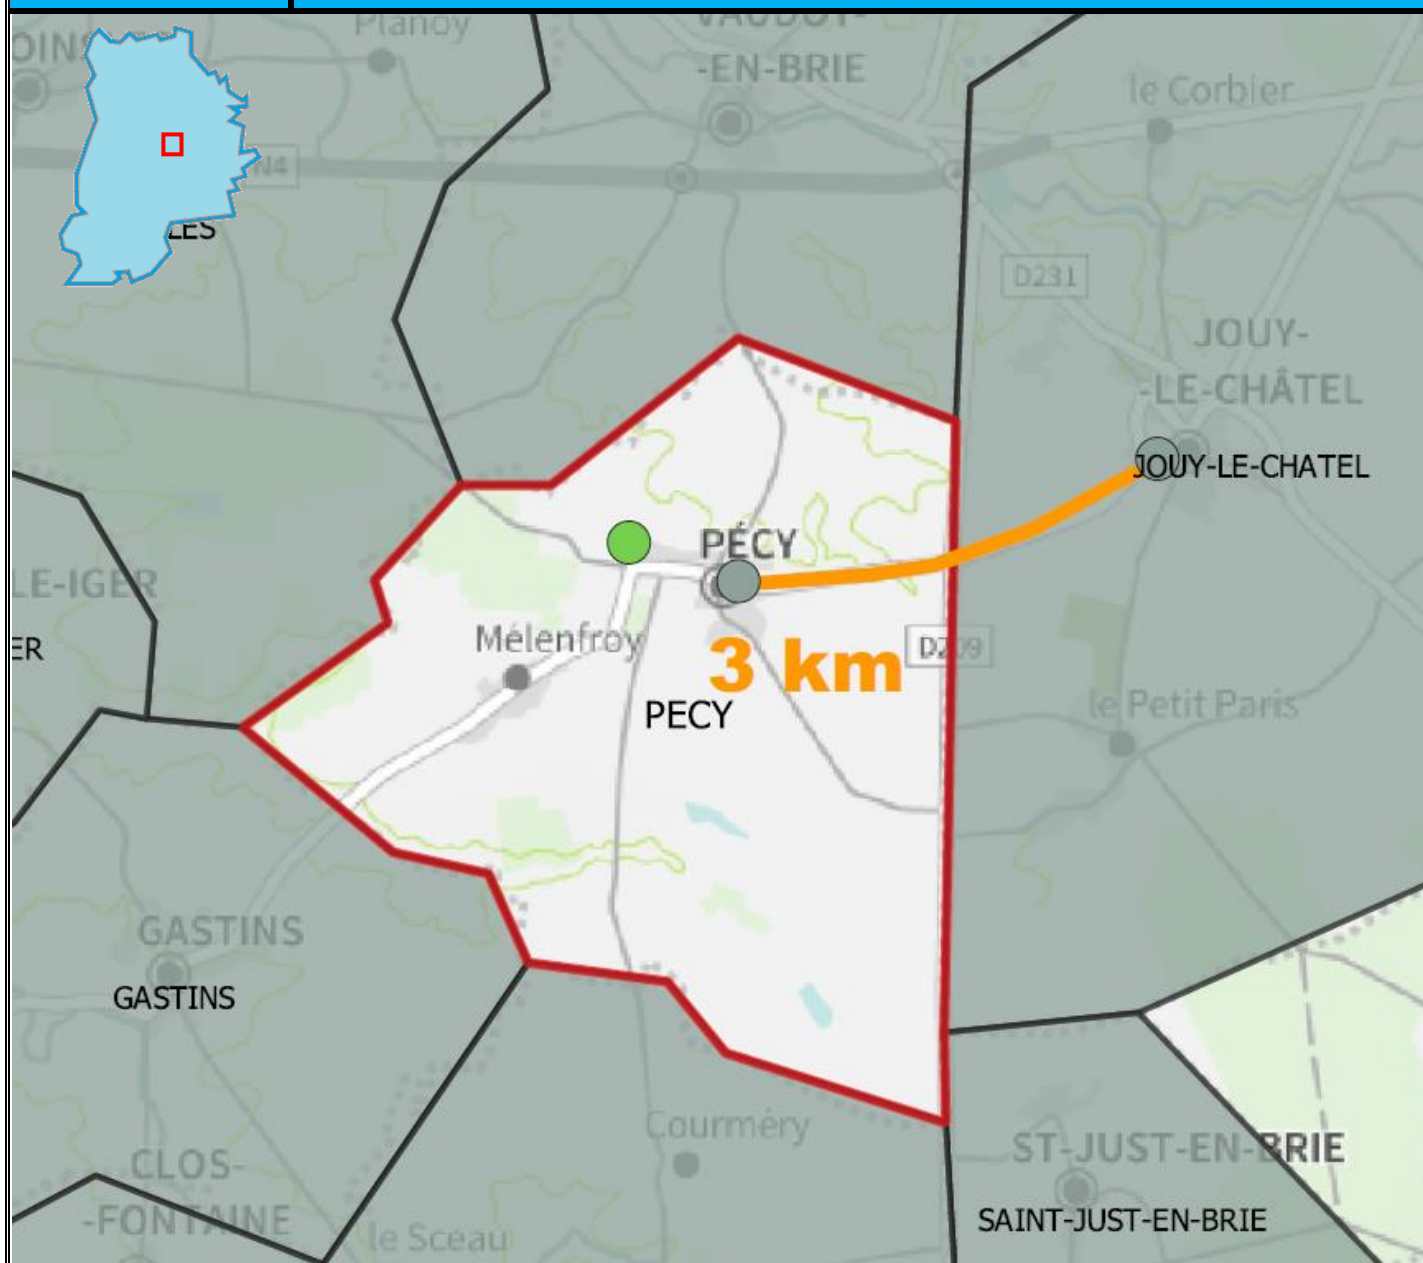 Planoy
VAUDOY-
-EN-BRIE
le Corbier
N4
LES
D231
JOUY-
-LE-CHÂTEL
JOUY-LE-CHATEL
PÉCY
LE-IGER
ER
Mélenfroy
3 km
D209
PECY
le Petit Paris
GASTINS
GASTINS
Courméry
ST-JUST-EN-BRIE
SAINT-JUST-EN-BRIE
CLOS-
-FONTAINE
le Sceau